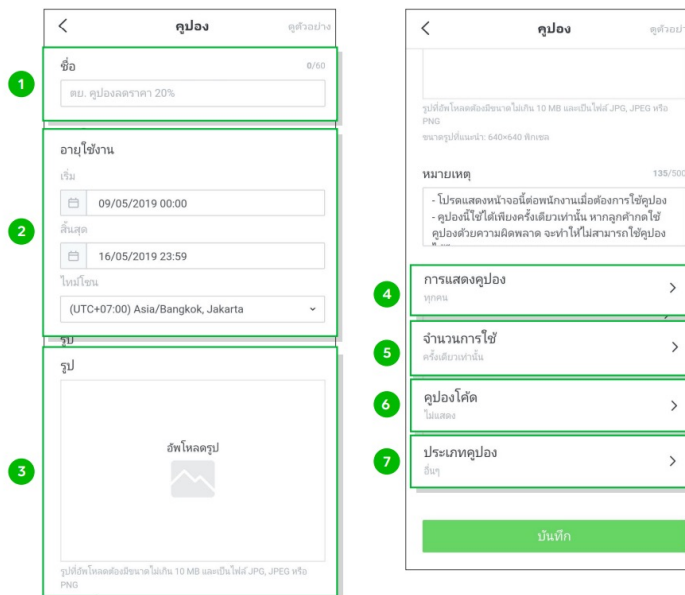 คูปอง
ดูตัวอย่าง
1
ชื่อ
0/60
ตย. คูปองลดราคา 20%
2
อายุใช้งาน
เริ่ม
09/05/2019 00:00
สิ้นสุด
16/05/2019 23:59
ไทม์โซน
(UTC+07:00) Asia/Bangkok, Jakarta
รูป
3
รูป
อัพโหลดรูป
รูปที่อัพโหลดต้องมีขนาดไม่เกิน 10 MB และเป็นไฟล์ JPG, JPEG หรือ
PNG
คูปอง
ดูตัวอย่าง
รูปที่อัพโหลดต้องมีขนาดไม่เกิน 10 MB และเป็นไฟล์ JPG, JPEG หรือ
PNG
ขนาดรูปที่แนะนำ: 640×640 พิกเซล
หมายเหตุ
135/500
- โปรดแสดงหน้าจอนี้ต่อพนักงานเมื่อต้องการใช้คูปอง
- คูปองนี้ใช้ได้เพียงครั้งเดียวเท่านั้น หากลูกค้ากดใช้
คูปองด้วยความผิดพลาด จะทำให้ไม่สามารถใช้คูปอง
4
การแสดงคูปอง
ทุกคน
5
จำนวนการใช้
ครั้งเดียวเท่านั้น
6
คูปองโค้ด
ไม่แสดง
7
ประเภทคูปอง
อื่นๆ
บันทึก